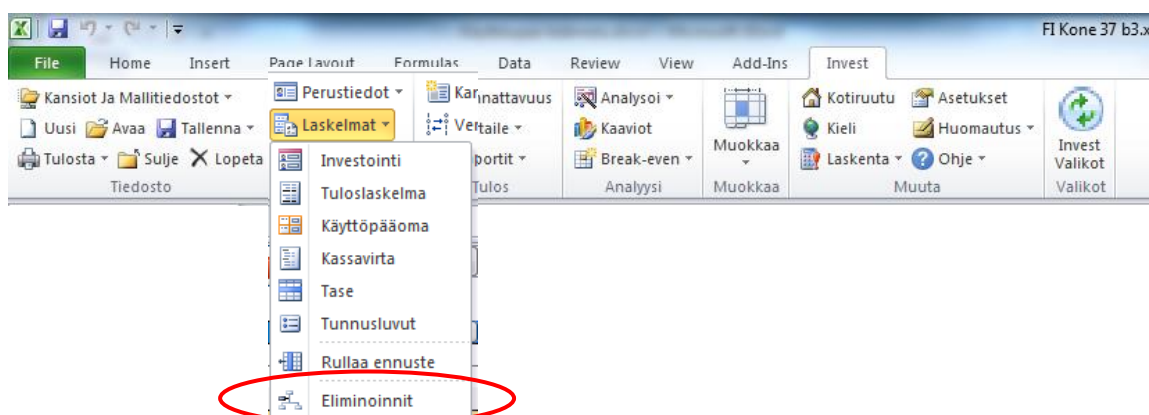 FI Kone 37 b3.x
File Home Insert Page Layout Formulas Data Review View Add-Ins Invest
Kansiot Ja Mallitiedostot Perustiedot Kar nnattavuus Analysoi Kotiruutu Asetukset
Uusi Avaa Tallenna Laskelmat Ve taile Kaaviot Muokkaa Kieli Huomautus Invest Valikot
Tulosta Sulje Lopeta portit Break-even Laskenta Ohje
Tiedosto Tulos Analyysi Muokkaa Muuta Valikot
Investointi
Tuloslaskelma
Käyttöpääoma
Kassavirta
Tase
Tunnusluvut
Rullaa ennuste
Eliminoinnit